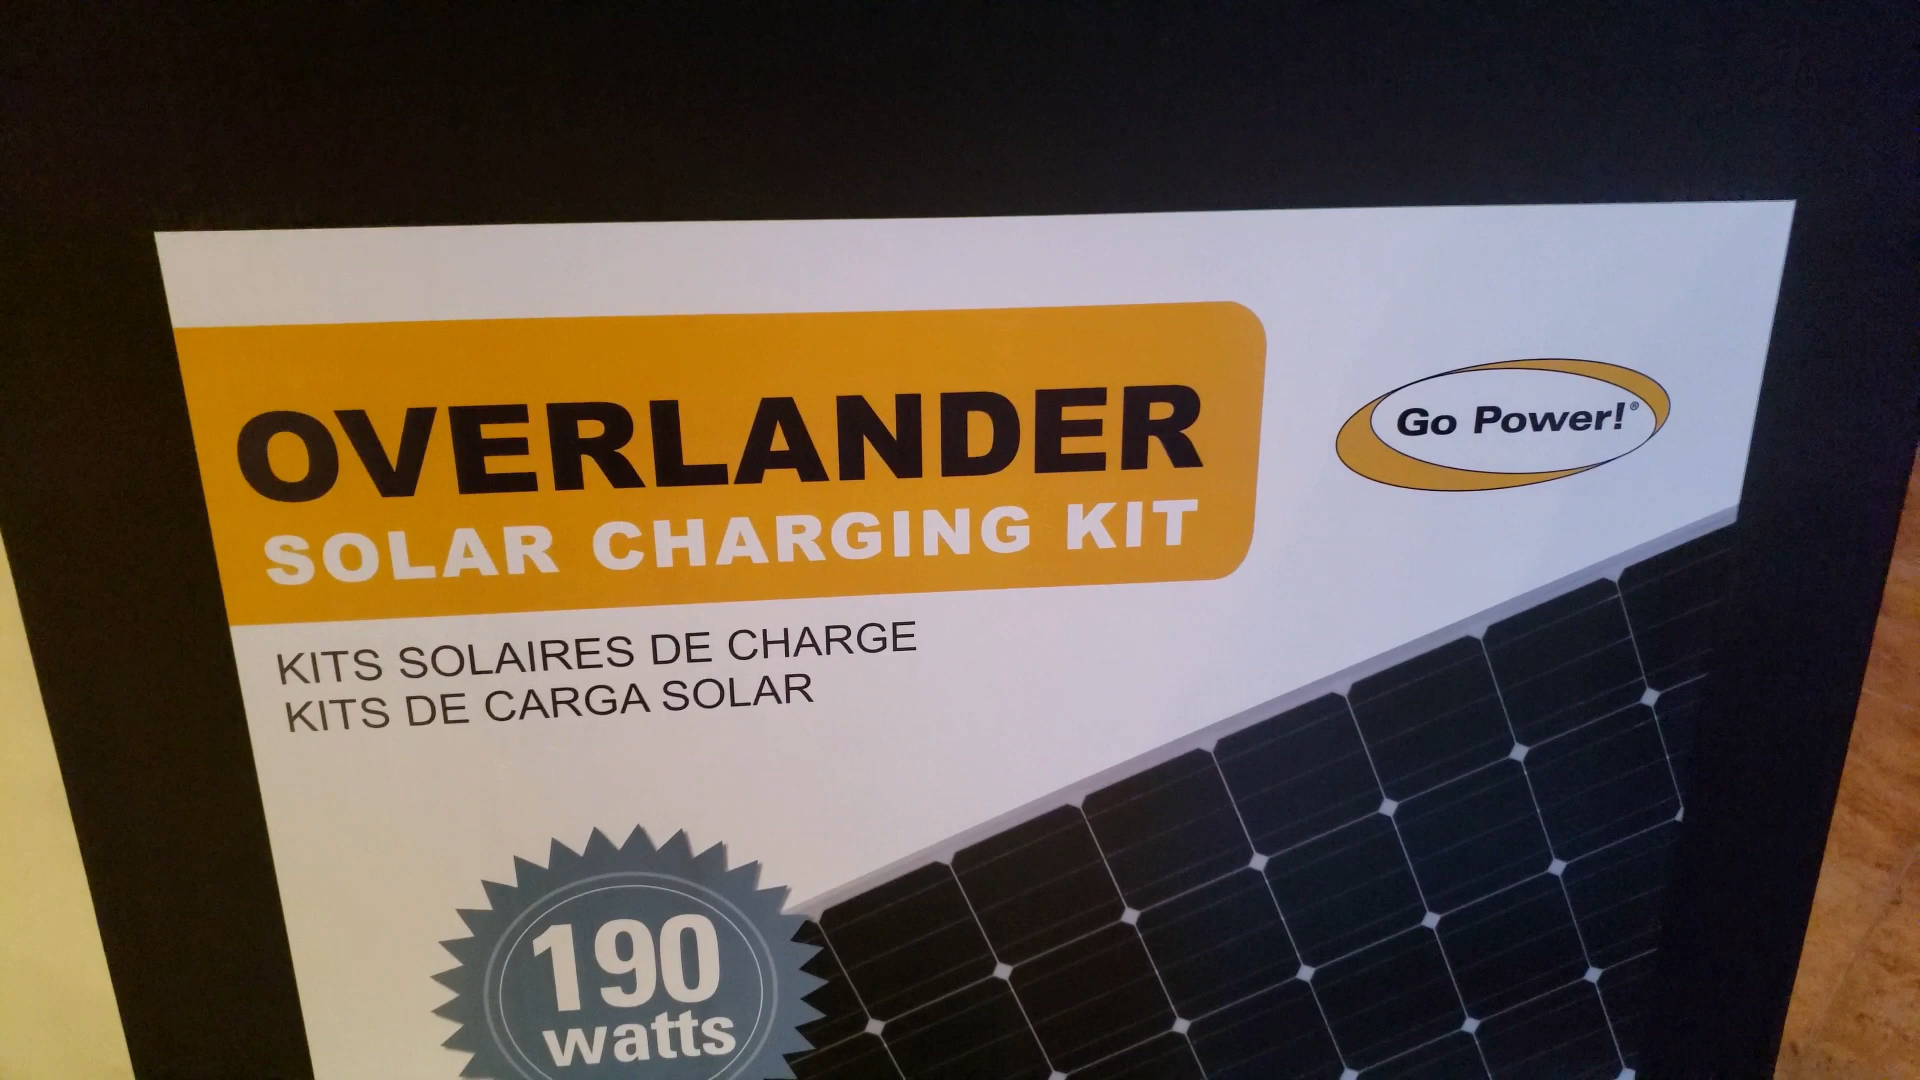 OVERLANDER
SOLAR CHARGING KIT
Go Power!®
KITS SOLAIRES DE CHARGE
KITS DE CARGA SOLAR
190
watts